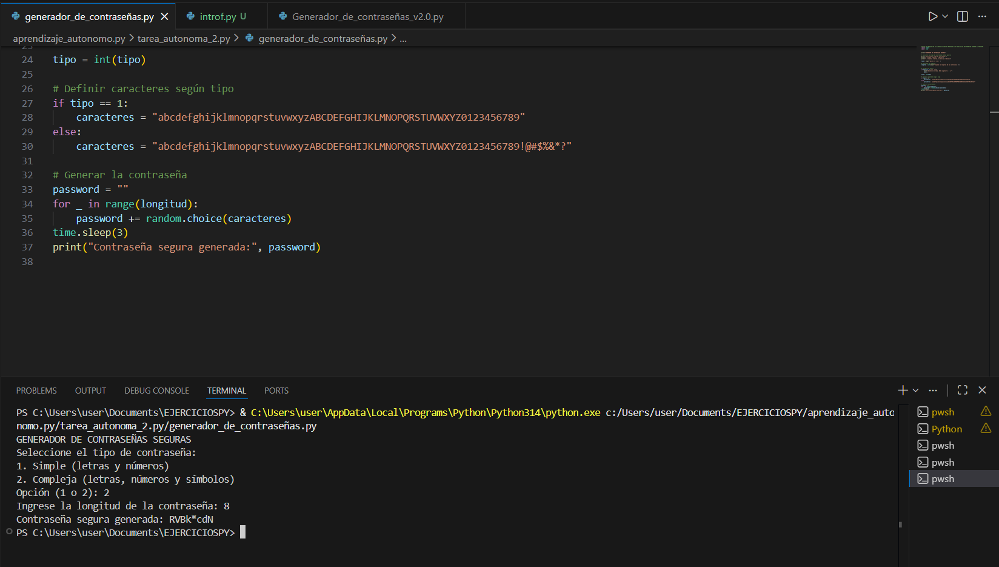 generador_de_contraseñas.py
introf.py U
Generador_de_contraseñas_v2.0.py
aprendizaje_autonomo.py > tarea_autonoma_2.py > generador_de_contraseñas.py > ...
23
24 tipo = int(tipo)
25
26 # Definir caracteres según tipo
27 if tipo == 1:
28 caracteres = "abcdefghijklmnopqrstuvwxyzABCDEFGHIJKLMNOPQRSTUVWXYZ0123456789"
29 else:
30 caracteres = "abcdefghijklmnopqrstuvwxyzABCDEFGHIJKLMNOPQRSTUVWXYZ0123456789!@#$%&*?"
31
32 # Generar la contraseña
33 password = ""
34 for _ in range(longitud):
35 password += random.choice(caracteres)
36 time.sleep(3)
37 print("Contraseña segura generada:", password)
38
PROBLEMS OUTPUT DEBUG CONSOLE TERMINAL PORTS
PS C:\Users\user\Documents\EJERCICIOSPY> & C:\Users\user\AppData\Local\Programs\Python\Python314\python.exe c:/Users/user/Documents/EJERCICIOSPY/aprendizaje_auto
nomo.py/tarea_autonoma_2.py/generador_de_contraseñas.py
GENERADOR DE CONTRASEÑAS SEGURAS
Seleccione el tipo de contraseña:
1. Simple (letras y números)
2. Compleja (letras, números y símbolos)
Opción (1 o 2): 2
Ingrese la longitud de la contraseña: 8
Contraseña segura generada: RVBk*cdN
PS C:\Users\user\Documents\EJERCICIOSPY>
pwsh
Python
pwsh
pwsh
pwsh